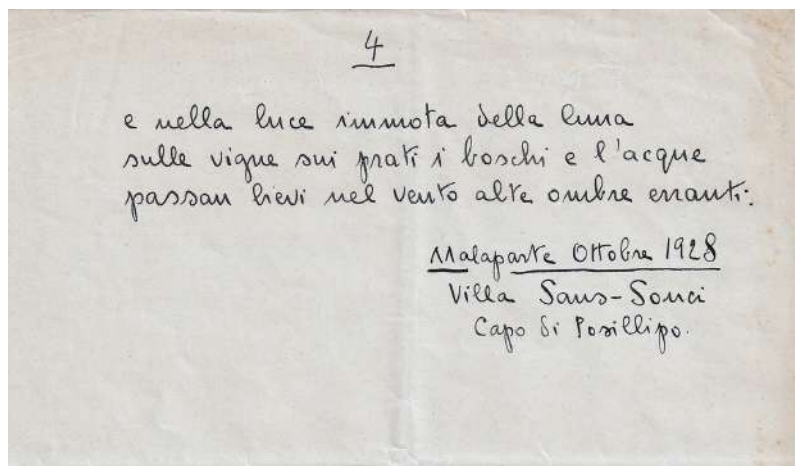 4
e nella luce immota della luna
sulle vigne sui prati i boschi e l'acque
passan lievi nel vento alte ombre erranti.
Malaparte Ottobre 1928
Villa Sans-Souci
Capo di Posillipo.